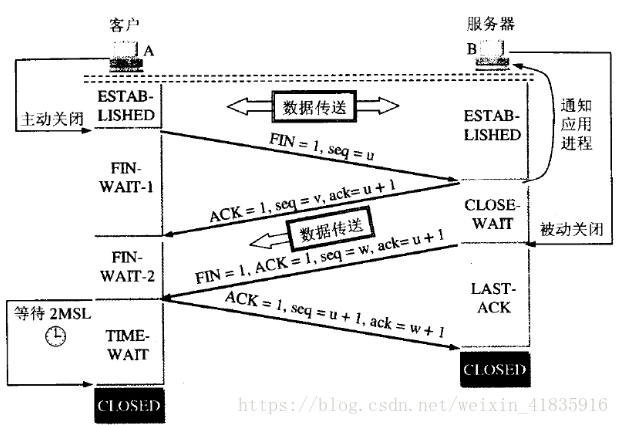 客户
服务器
A
B
ESTAB-
LISHED
数据传送
ESTAB-
LISHED
通知
应用
进程
主动关闭
FIN = 1, seq = u
FIN-
WAIT-1
ACK = 1, seq = v, ack= u + 1
CLOSE-
WAIT
数据传送
被动关闭
FIN-
WAIT-2
FIN = 1, ACK = 1, seq = w, ack= u + 1
LAST-
ACK
等待 2MSL
ACK = 1, seq = u + 1, ack = w + 1
TIME-
WAIT
CLOSED
CLOSED
https://blog.csdn.net/weixin_41835916